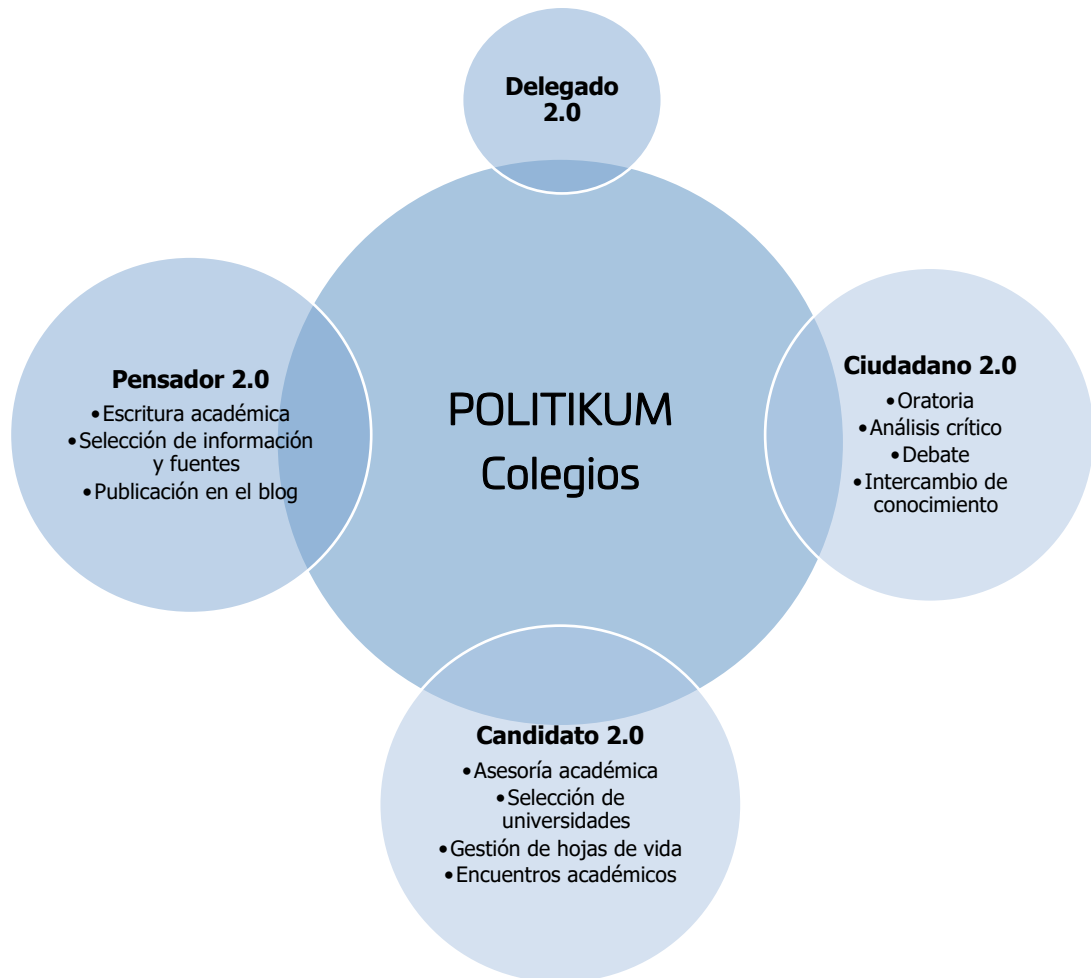 Delegado
2.0
Pensador 2.0
•Escritura académica
•Selección de información
y fuentes
•Publicación en el blog
POLITIKUM
Colegios
Ciudadano 2.0
•Oratoria
•Análisis crítico
•Debate
•Intercambio de
conocimiento
Candidato 2.0
•Asesoría académica
•Selección de
universidades
•Gestión de hojas de vida
•Encuentros académicos